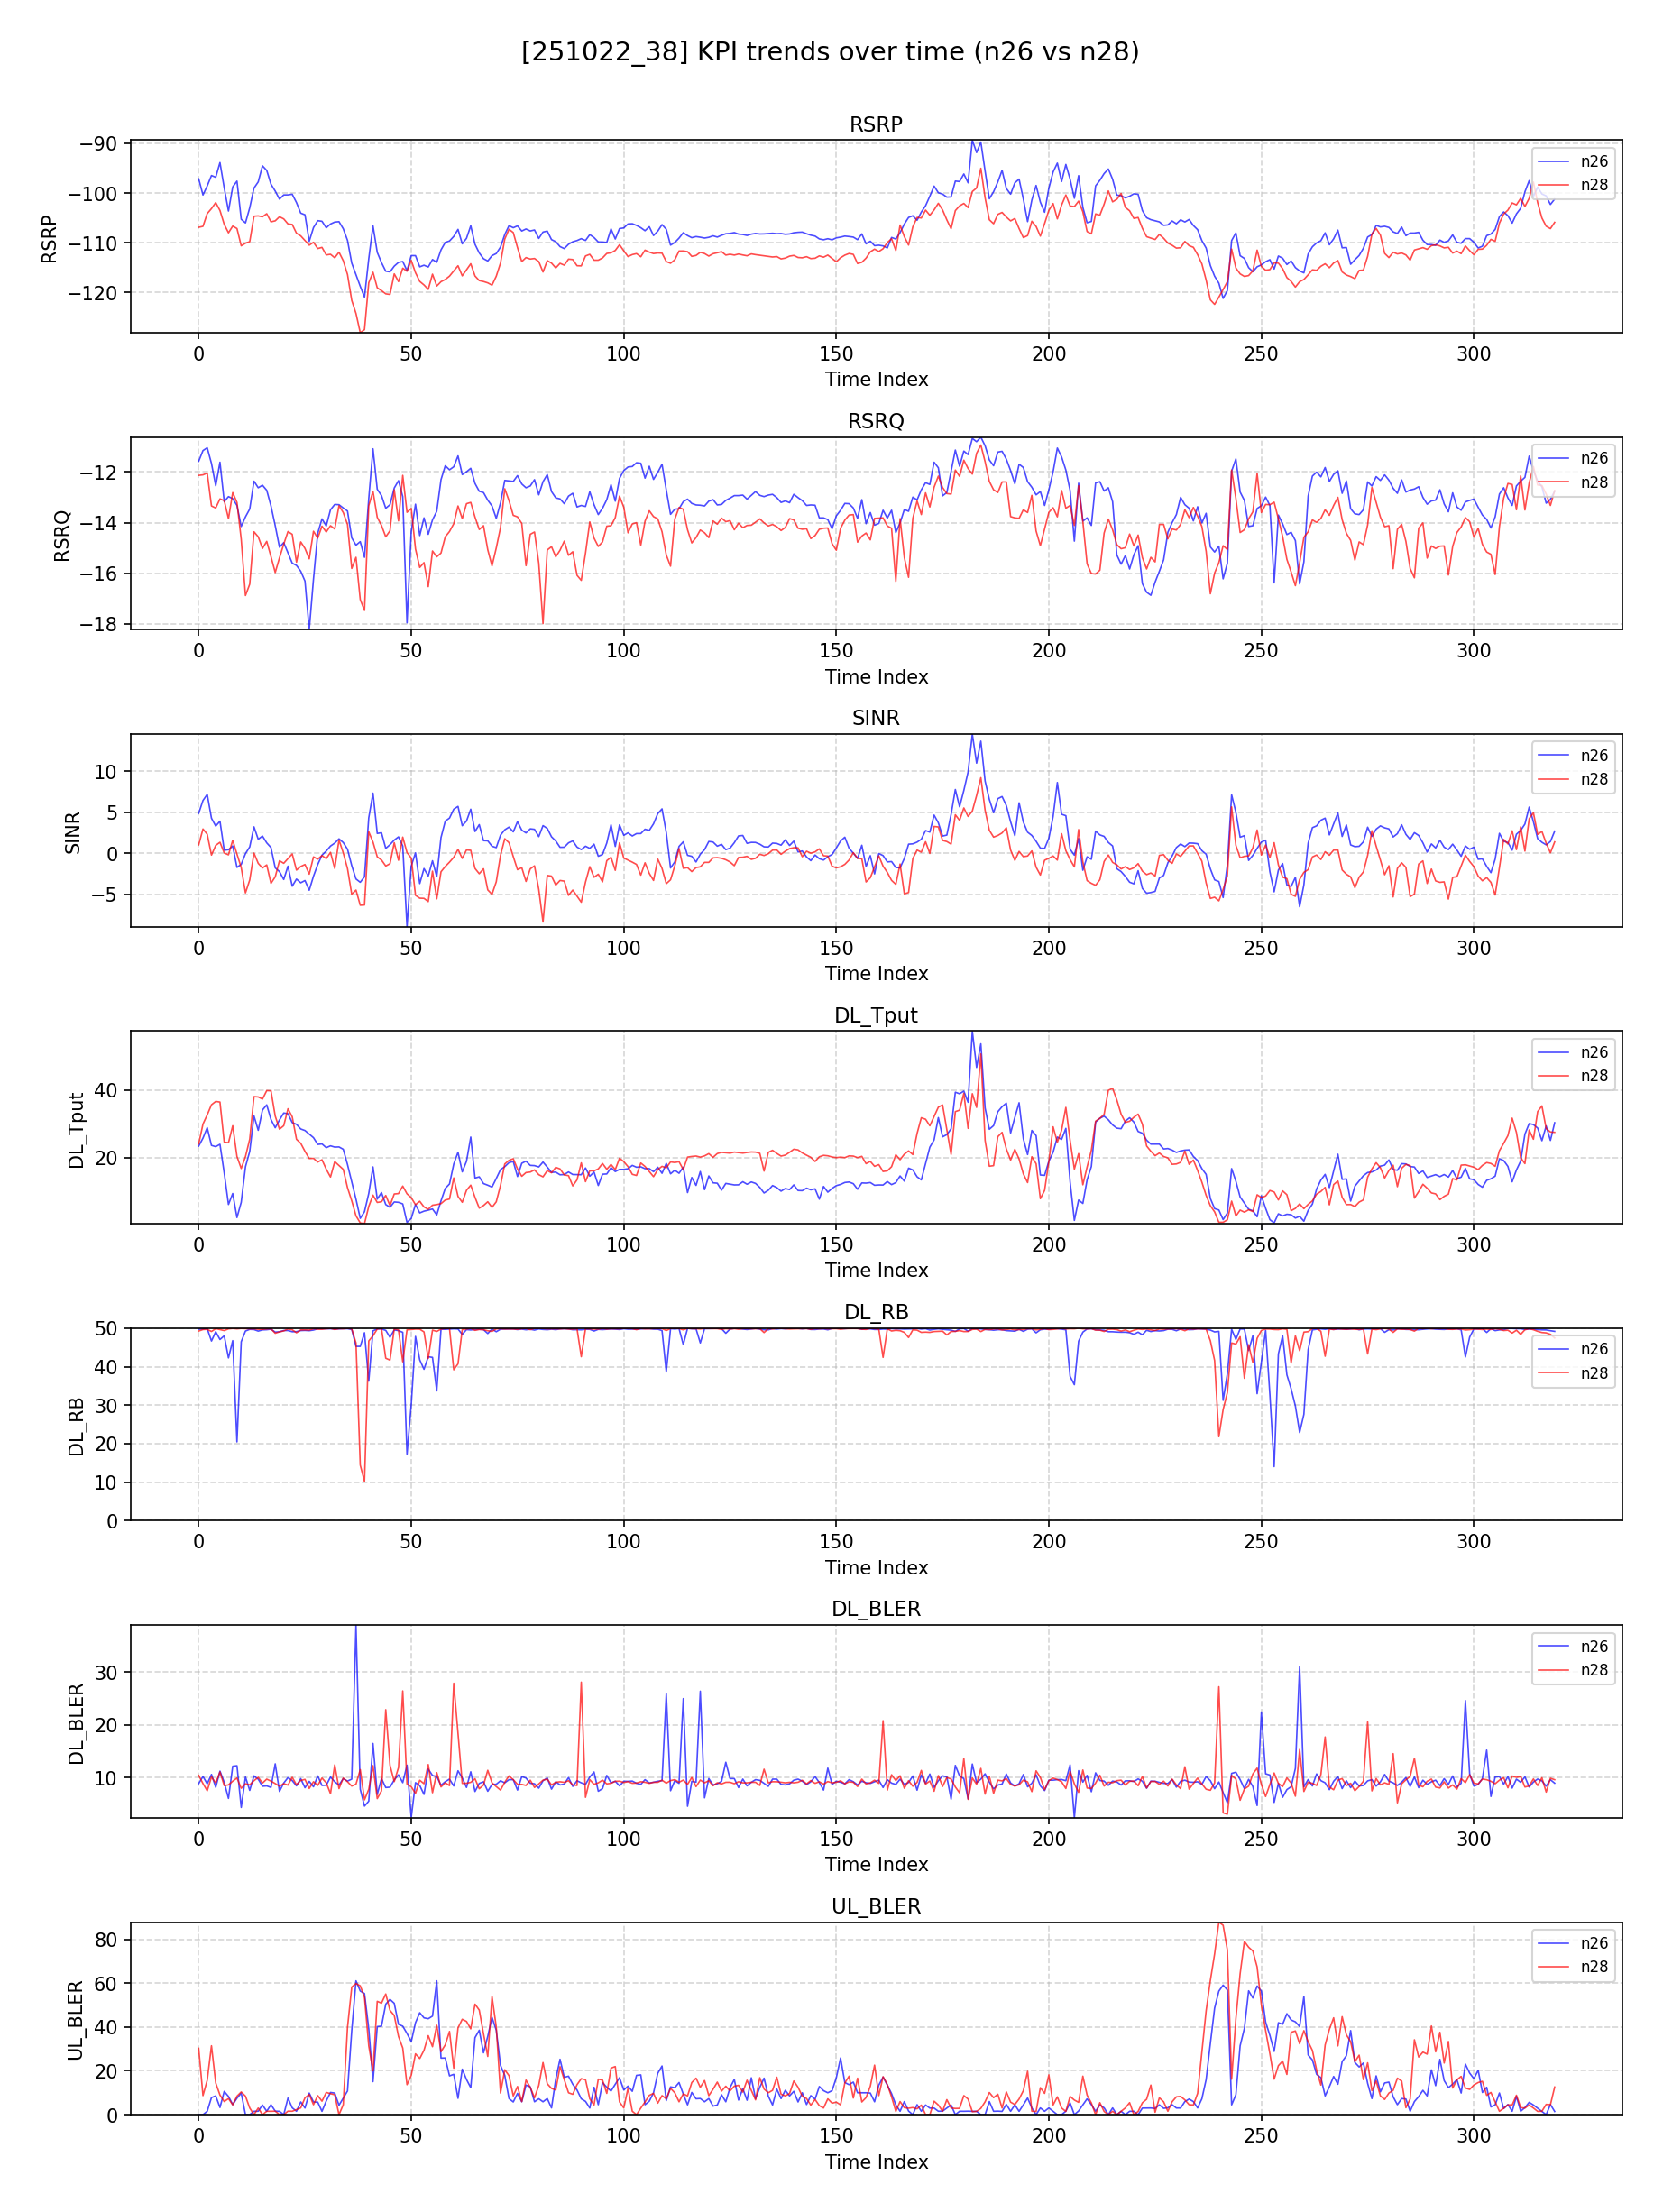 [251022_38] KPI trends over time (n26 vs n28)
RSRP
RSRP
−90
−100
−110
−120
n26
n28
0 50 100 150 200 250 300
Time Index
RSRQ
RSRQ
−12
−14
−16
−18
n26
n28
0 50 100 150 200 250 300
Time Index
SINR
SINR
10
5
0
−5
n26
n28
0 50 100 150 200 250 300
Time Index
DL_Tput
DL_Tput
40
20
n26
n28
0 50 100 150 200 250 300
Time Index
DL_RB
DL_RB
50
40
30
20
10
0
n26
n28
0 50 100 150 200 250 300
Time Index
DL_BLER
DL_BLER
30
20
10
n26
n28
0 50 100 150 200 250 300
Time Index
UL_BLER
UL_BLER
80
60
40
20
0
n26
n28
0 50 100 150 200 250 300
Time Index